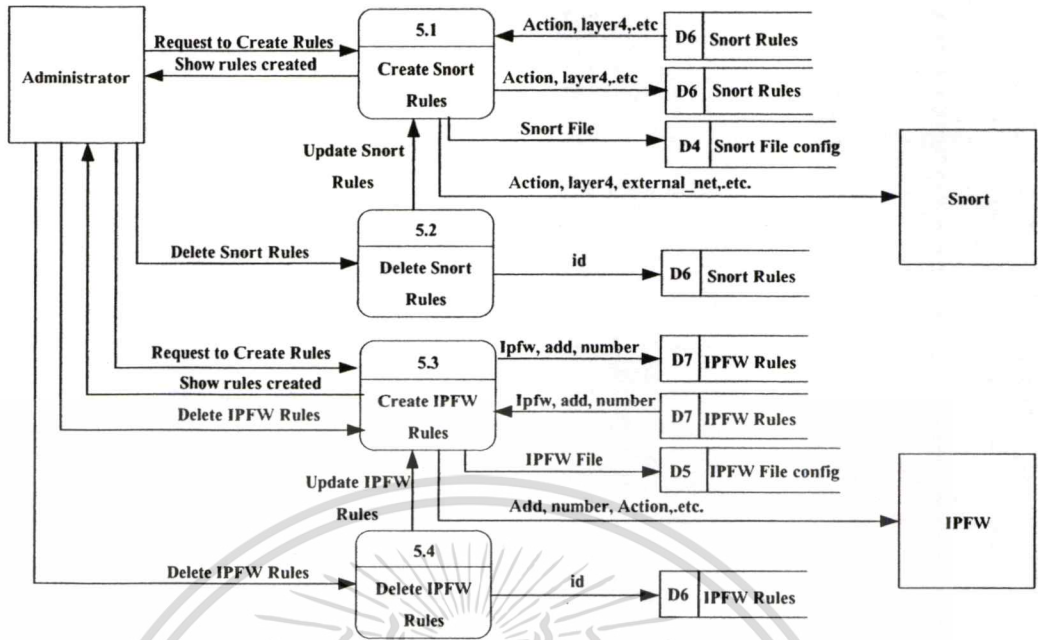 5.1
Action, layer4,.etc
D6 Snort Rules
Request to Create Rules
Administrator
Show rules created
Create Snort
Rules
Action, layer4,.etc
D6 Snort Rules
Snort File
D4 Snort File config
Update Snort
Rules
Action, layer4, external_net,.etc.
Snort
5.2
Delete Snort Rules
Delete Snort
Rules
id
D6 Snort Rules
Request to Create Rules
5.3
Ipfw, add, number
D7 IPFW Rules
Show rules created
Create IPFW
Rules
Ipfw, add, number
D7 IPFW Rules
Delete IPFW Rules
IPFW File
D5 IPFW File config
Update IPFW
Rules
Add, number, Action,.etc.
IPFW
5.4
Delete IPFW Rules
Delete IPFW
Rules
id
D6 IPFW Rules